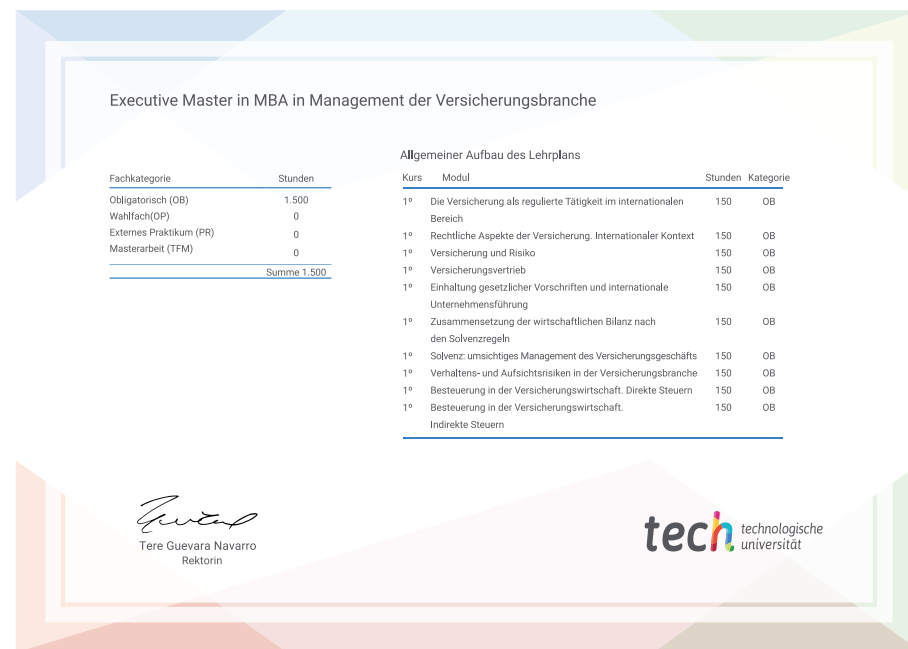 Executive Master in MBA in Management der Versicherungsbranche
Fachkategorie Stunden
Obligatorisch (OB) 1.500
Wahlfach(OP) 0
Externes Praktikum (PR) 0
Masterarbeit (TFM) 0
Summe 1.500
Allgemeiner Aufbau des Lehrplans
Kurs Modul Stunden Kategorie
1º Die Versicherung als regulierte Tätigkeit im internationalen 150 OB
Bereich
1º Rechtliche Aspekte der Versicherung. Internationaler Kontext 150 OB
1º Versicherung und Risiko 150 OB
1º Versicherungsvertrieb 150 OB
1º Einhaltung gesetzlicher Vorschriften und internationale 150 OB
Unternehmensführung
1º Zusammensetzung der wirtschaftlichen Bilanz nach 150 OB
den Solvenzregeln
1º Solvenz: umsichtiges Management des Versicherungsgeschäfts 150 OB
1º Verhaltens- und Aufsichtsrisiken in der Versicherungsbranche 150 OB
1º Besteuerung in der Versicherungswirtschaft. Direkte Steuern 150 OB
1º Besteuerung in der Versicherungswirtschaft. 150 OB
Indirekte Steuern
Tere Guevara Navarro
Rektorin
tech technologische
universität